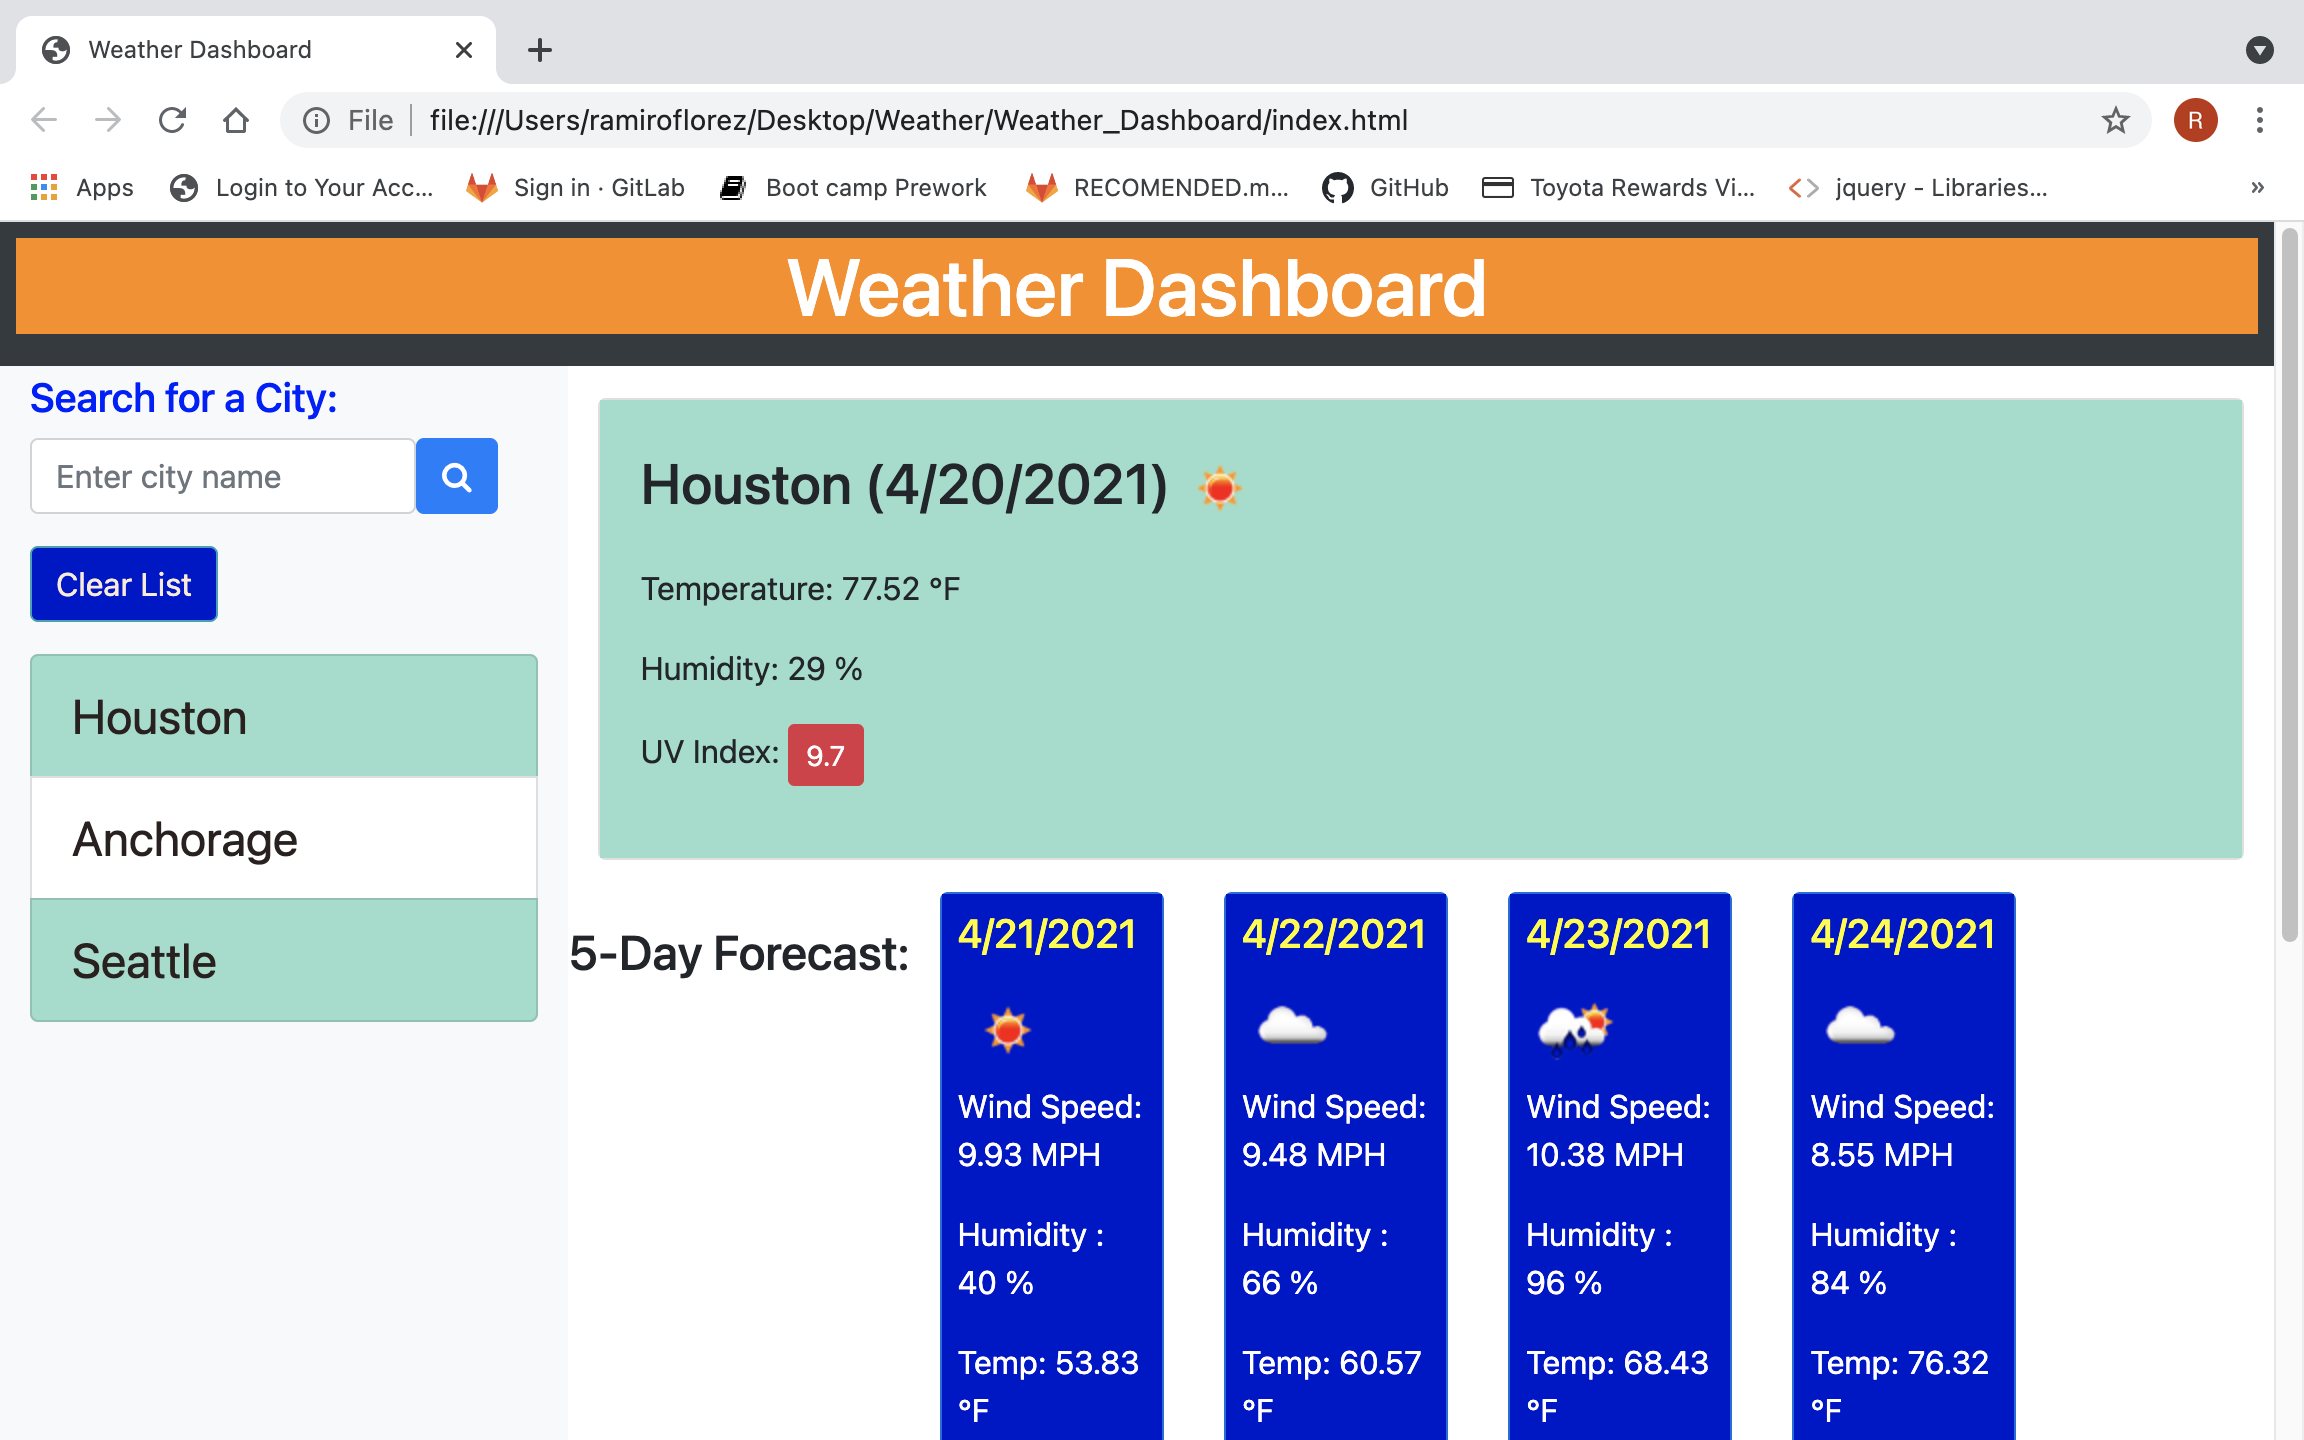 Weather Dashboard
File file:///Users/ramiroflorez/Desktop/Weather/Weather_Dashboard/index.html R
Apps Login to Your Acc... Sign in · GitLab Boot camp Prework RECOMENDED.m... GitHub Toyota Rewards Vi... jquery - Libraries... »
Weather Dashboard
Search for a City:
Enter city name
Clear List
Houston
Anchorage
Seattle
Houston (4/20/2021)
Temperature: 77.52 °F
Humidity: 29 %
UV Index: 9.7
5-Day Forecast:
4/21/2021
Wind Speed:
9.93 MPH
Humidity :
40 %
Temp: 53.83
°F
4/22/2021
Wind Speed:
9.48 MPH
Humidity :
66 %
Temp: 60.57
°F
4/23/2021
Wind Speed:
10.38 MPH
Humidity :
96 %
Temp: 68.43
°F
4/24/2021
Wind Speed:
8.55 MPH
Humidity :
84 %
Temp: 76.32
°F